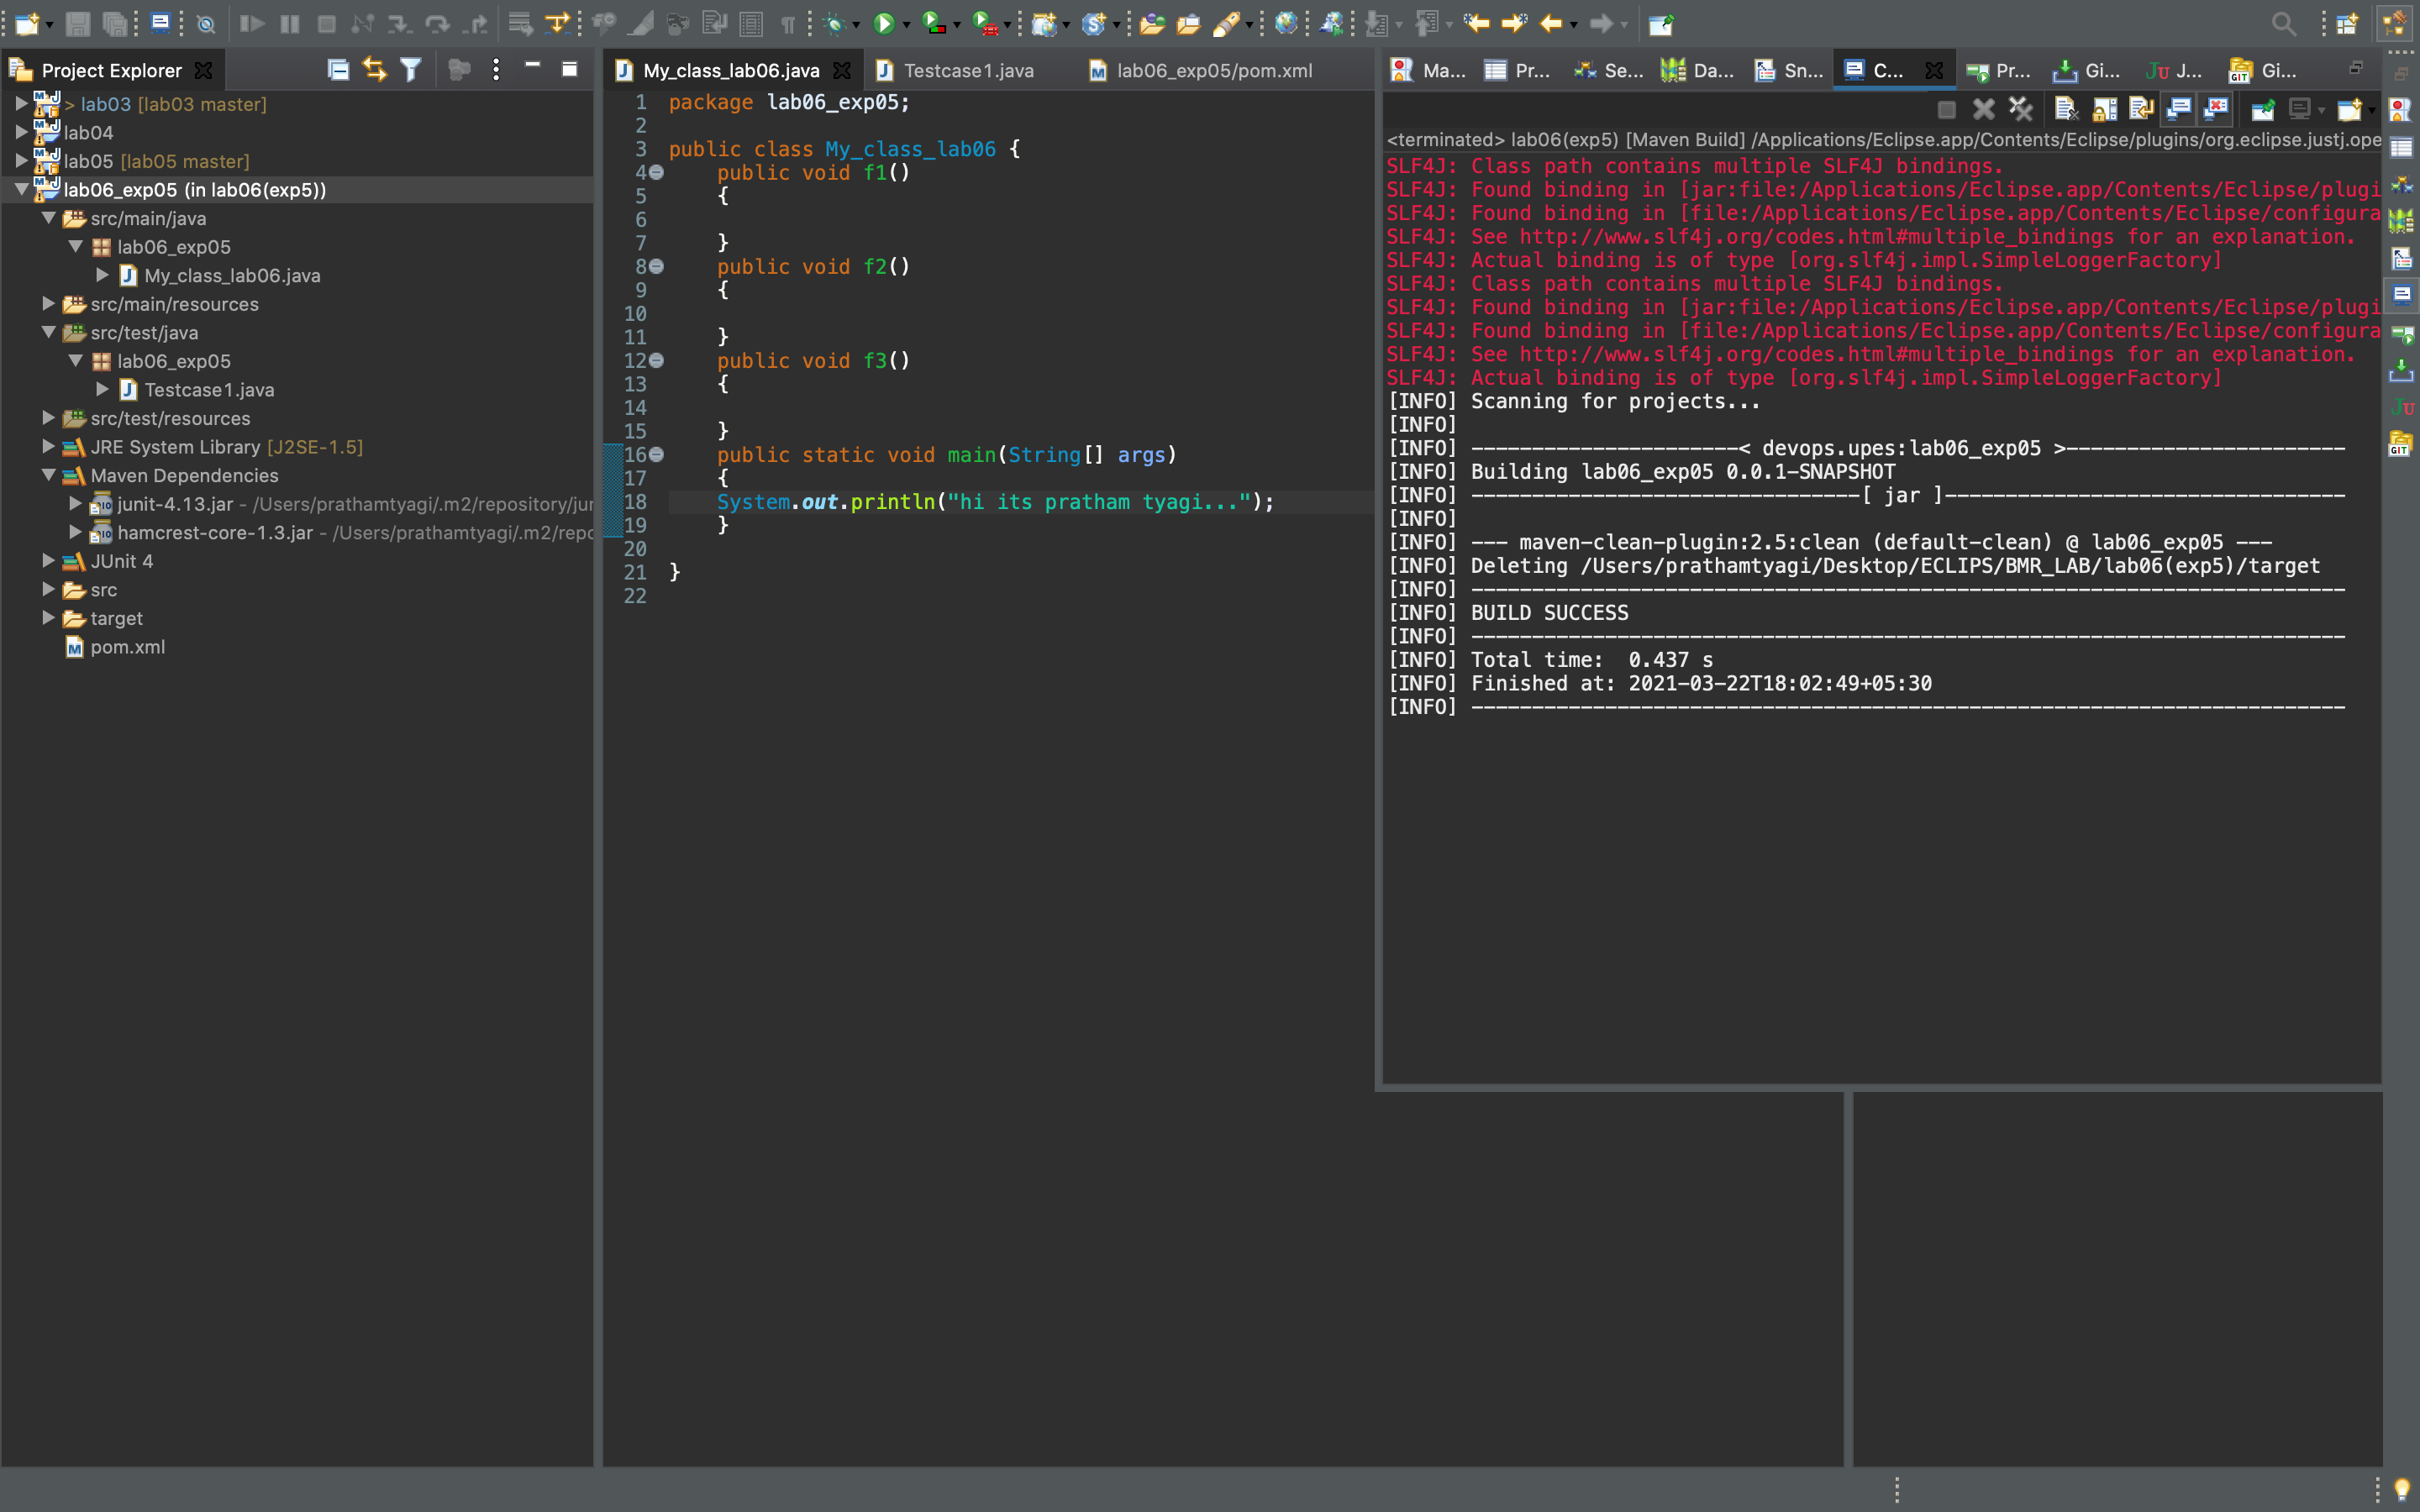 Project Explorer
> lab03 [lab03 master]
lab04
lab05 [lab05 master]
lab06_exp05 (in lab06(exp5))
src/main/java
lab06_exp05
My_class_lab06.java
src/main/resources
src/test/java
lab06_exp05
Testcase1.java
src/test/resources
JRE System Library [J2SE-1.5]
Maven Dependencies
junit-4.13.jar - /Users/prathamtyagi/.m2/repository/jur
hamcrest-core-1.3.jar - /Users/prathamtyagi/.m2/repo
JUnit 4
src
target
pom.xml
My_class_lab06.java Testcase1.java lab06_exp05/pom.xml
1 package lab06_exp05;
2
3 public class My_class_lab06 {
4 public void f1()
5 {
6
7 }
8 public void f2()
9 {
10
11 }
12 public void f3()
13 {
14
15 }
16 public static void main(String[] args)
17 {
18 System.out.println("hi its pratham tyagi...");
19 }
20
21 }
22
Ma... Pr... Se... Da... Sn... C... Pr... Gi... Ju J... Gi...
<terminated> lab06(exp5) [Maven Build] /Applications/Eclipse.app/Contents/Eclipse/plugins/org.eclipse.justj.ope
SLF4J: Class path contains multiple SLF4J bindings.
SLF4J: Found binding in [jar:file:/Applications/Eclipse.app/Contents/Eclipse/plugi
SLF4J: Found binding in [file:/Applications/Eclipse.app/Contents/Eclipse/configura
SLF4J: See http://www.slf4j.org/codes.html#multiple_bindings for an explanation.
SLF4J: Actual binding is of type [org.slf4j.impl.SimpleLoggerFactory]
SLF4J: Class path contains multiple SLF4J bindings.
SLF4J: Found binding in [jar:file:/Applications/Eclipse.app/Contents/Eclipse/plugi
SLF4J: Found binding in [file:/Applications/Eclipse.app/Contents/Eclipse/configura
SLF4J: See http://www.slf4j.org/codes.html#multiple_bindings for an explanation.
SLF4J: Actual binding is of type [org.slf4j.impl.SimpleLoggerFactory]
[INFO] Scanning for projects...
[INFO]
[INFO] ----------------------< devops.upes:lab06_exp05 >-----------------------
[INFO] Building lab06_exp05 0.0.1-SNAPSHOT
[INFO] --------------------------------[ jar ]---------------------------------
[INFO]
[INFO] --- maven-clean-plugin:2.5:clean (default-clean) @ lab06_exp05 ---
[INFO] Deleting /Users/prathamtyagi/Desktop/ECLIPS/BMR_LAB/lab06(exp5)/target
[INFO] ------------------------------------------------------------------------
[INFO] BUILD SUCCESS
[INFO] ------------------------------------------------------------------------
[INFO] Total time:  0.437 s
[INFO] Finished at: 2021-03-22T18:02:49+05:30
[INFO] ------------------------------------------------------------------------